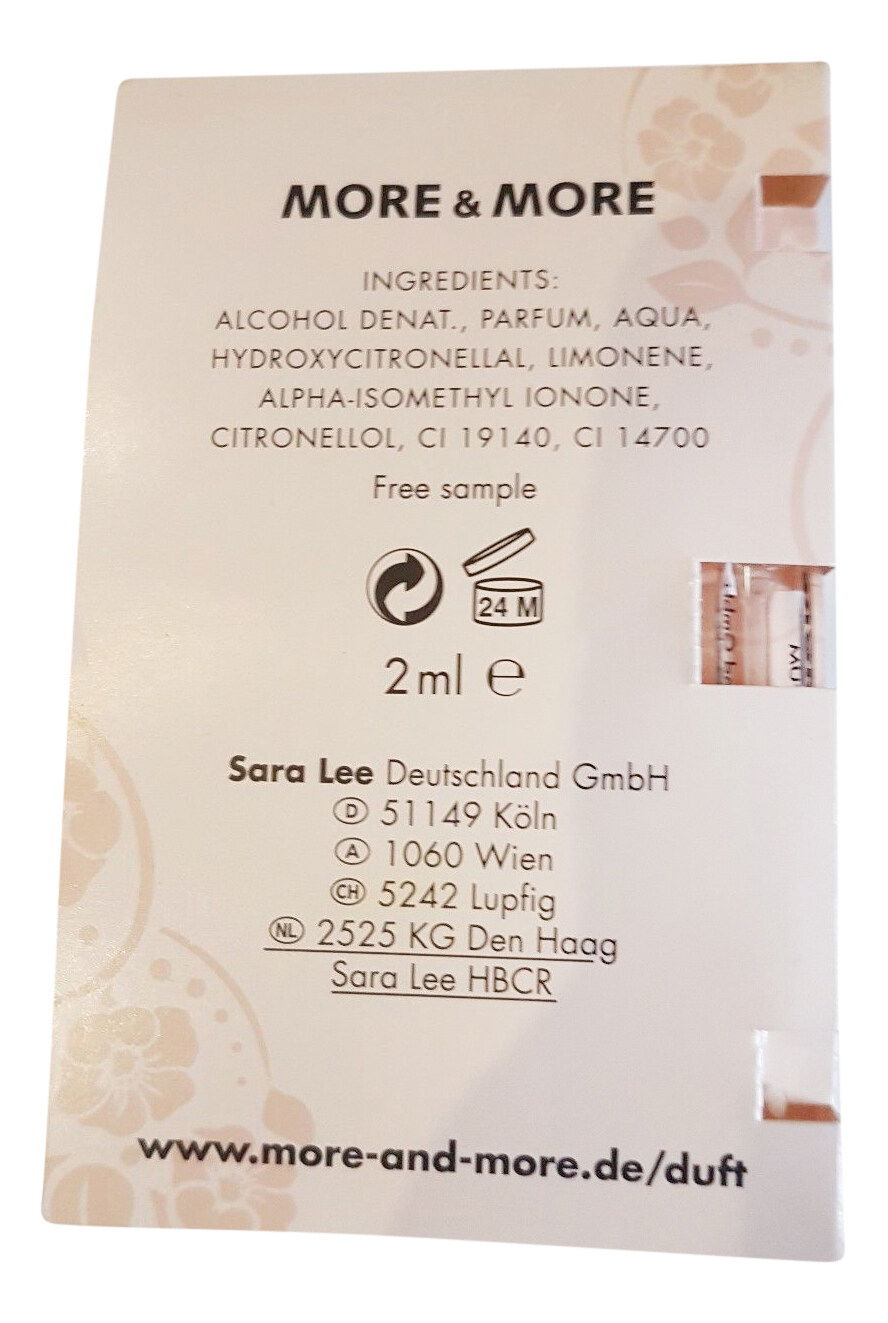 MORE & MORE
INGREDIENTS:
ALCOHOL DENAT., PARFUM, AQUA,
HYDROXYCITRONELLAL, LIMONENE,
ALPHA-ISOMETHYL IONONE,
CITRONELLOL, CI 19140, CI 14700
Free sample
24 M
2 ml ℮
Sara Lee Deutschland GmbH
D 51149 Köln
A 1060 Wien
CH 5242 Lupfig
NL 2525 KG Den Haag
Sara Lee HBCR
www.more-and-more.de/duft